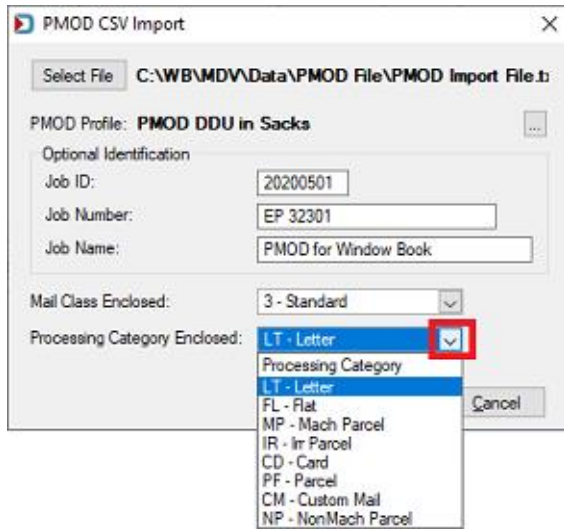 PMOD CSV Import
Select File C:\WB\MDV\Data\PMOD File\PMOD Import File.t
PMOD Profile: PMOD DDU in Sacks ...
Optional Identification
Job ID: 20200501
Job Number: EP 32301
Job Name: PMOD for Window Book
Mail Class Enclosed: 3 - Standard
Processing Category Enclosed: LT - Letter
Processing Category
LT - Letter
FL - Flat
Cancel
MP - Mach Parcel
IR - Irr Parcel
CD - Card
PF - Parcel
CM - Custom Mail
NP - NonMach Parcel